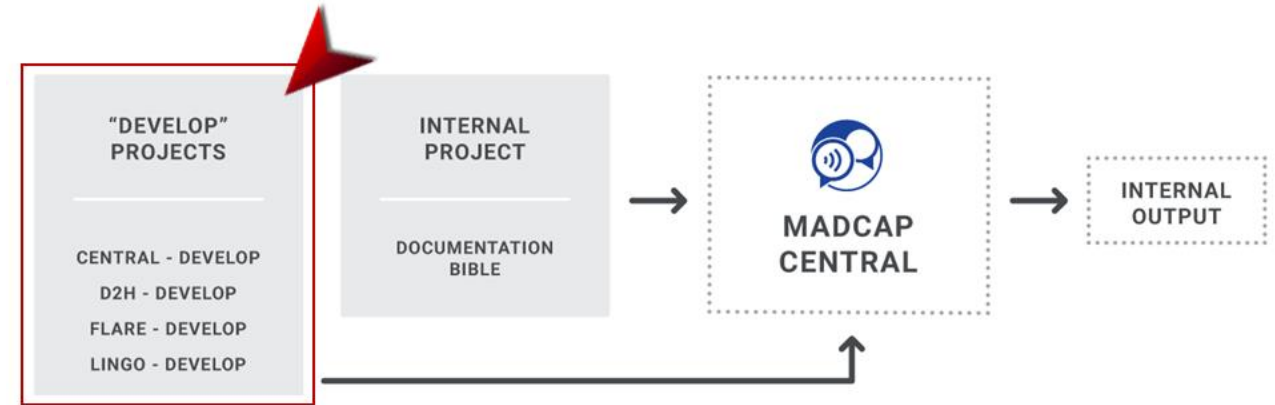 “DEVELOP”
PROJECTS
CENTRAL - DEVELOP
D2H - DEVELOP
FLARE - DEVELOP
LINGO - DEVELOP
INTERNAL
PROJECT
DOCUMENTATION
BIBLE
MADCAP
CENTRAL
INTERNAL
OUTPUT